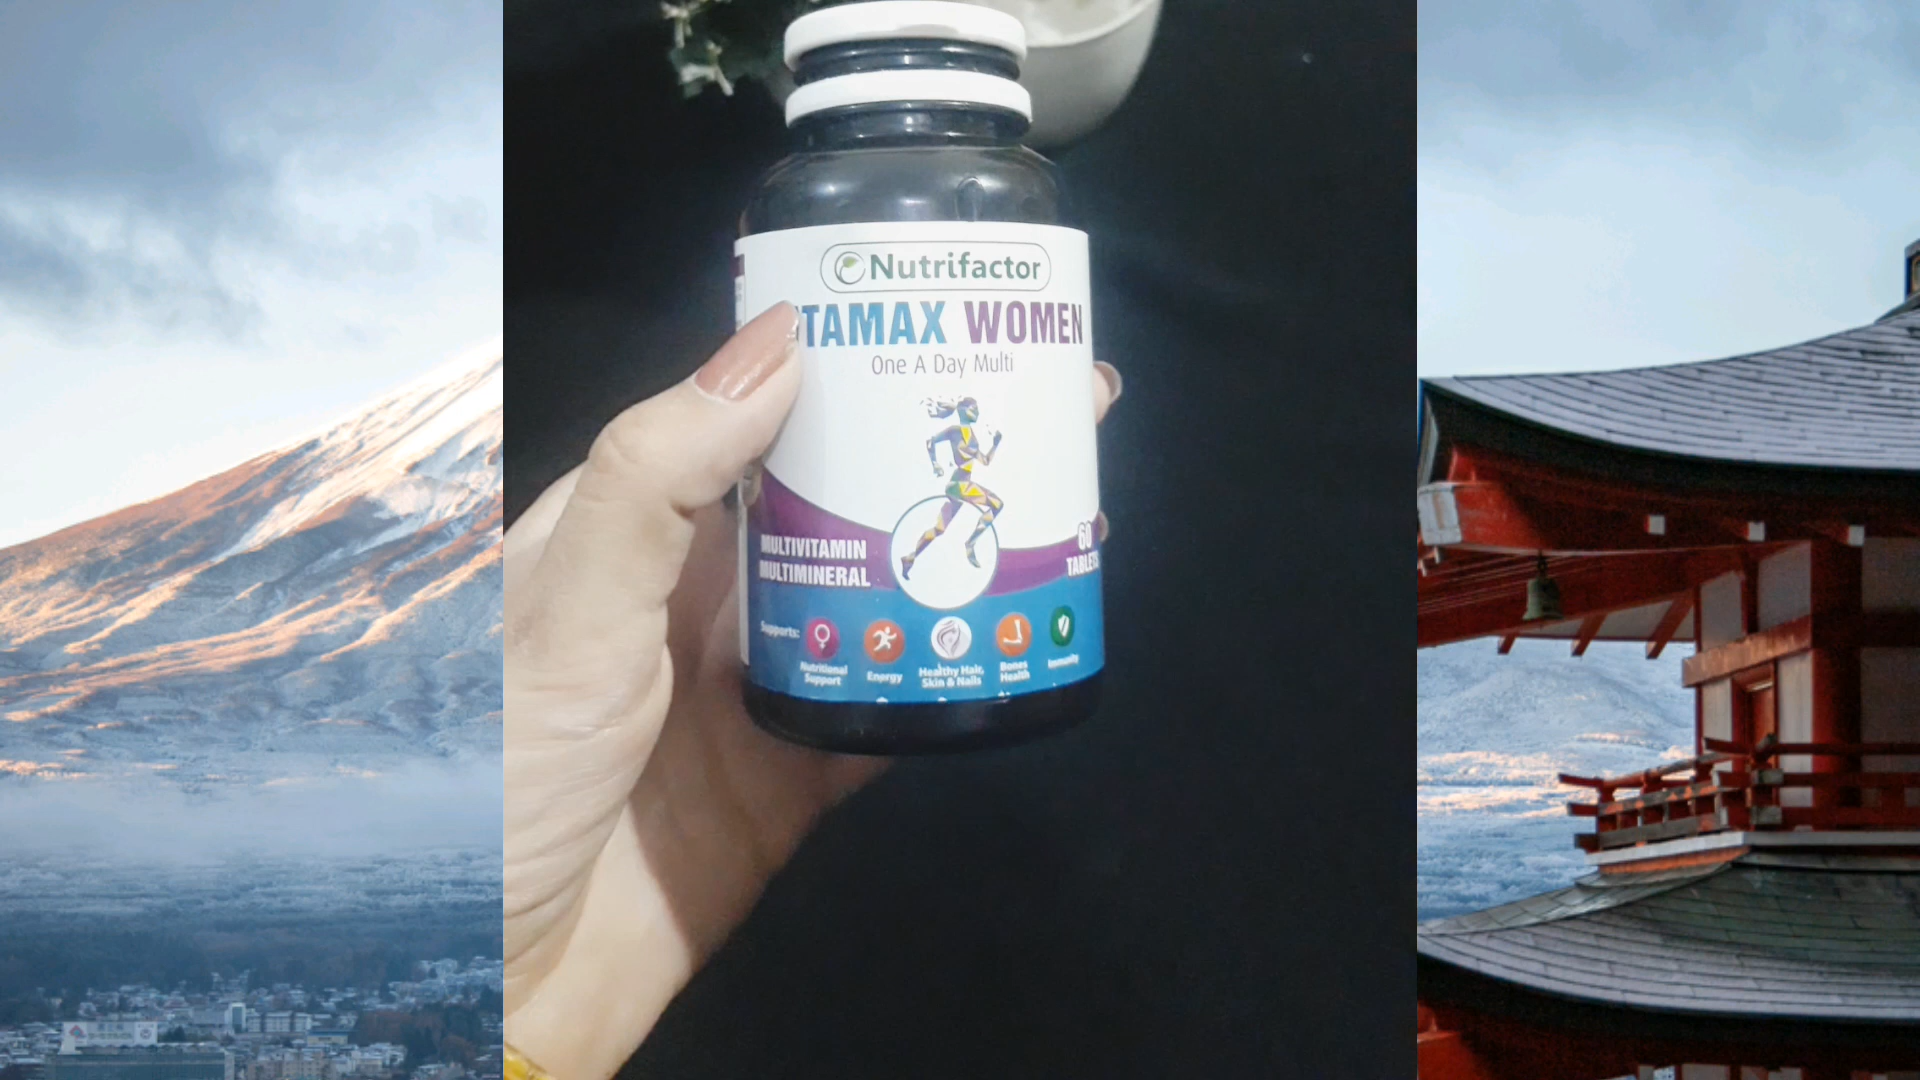 Nutrifactor
TAMAX WOMEN
One A Day Multi
MULTIVITAMIN
MULTIMINERAL
60
TABLETS
Supports:
Nutritional
Support
Energy
Healthy Hair,
Skin & Nails
Bones
Health
Immunity